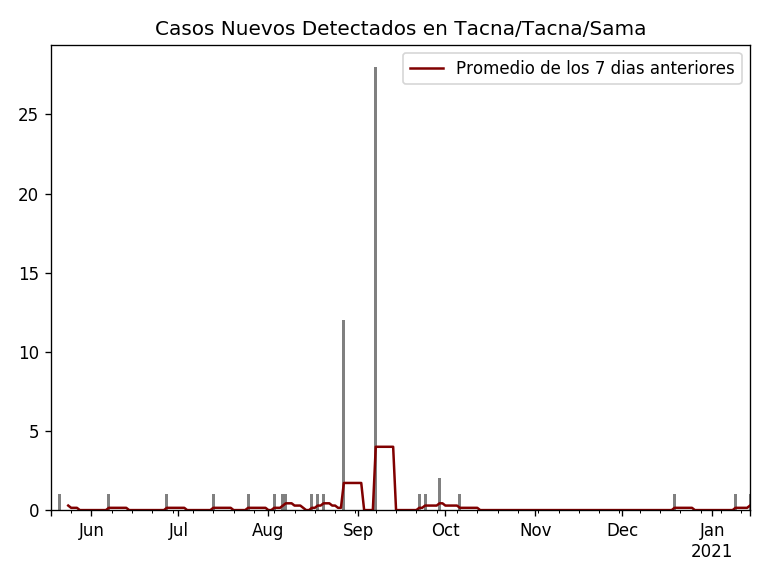 Casos Nuevos Detectados en Tacna/Tacna/Sama
Promedio de los 7 dias anteriores
25
20
15
10
5
0
Jun Jul Aug Sep Oct Nov Dec Jan
2021